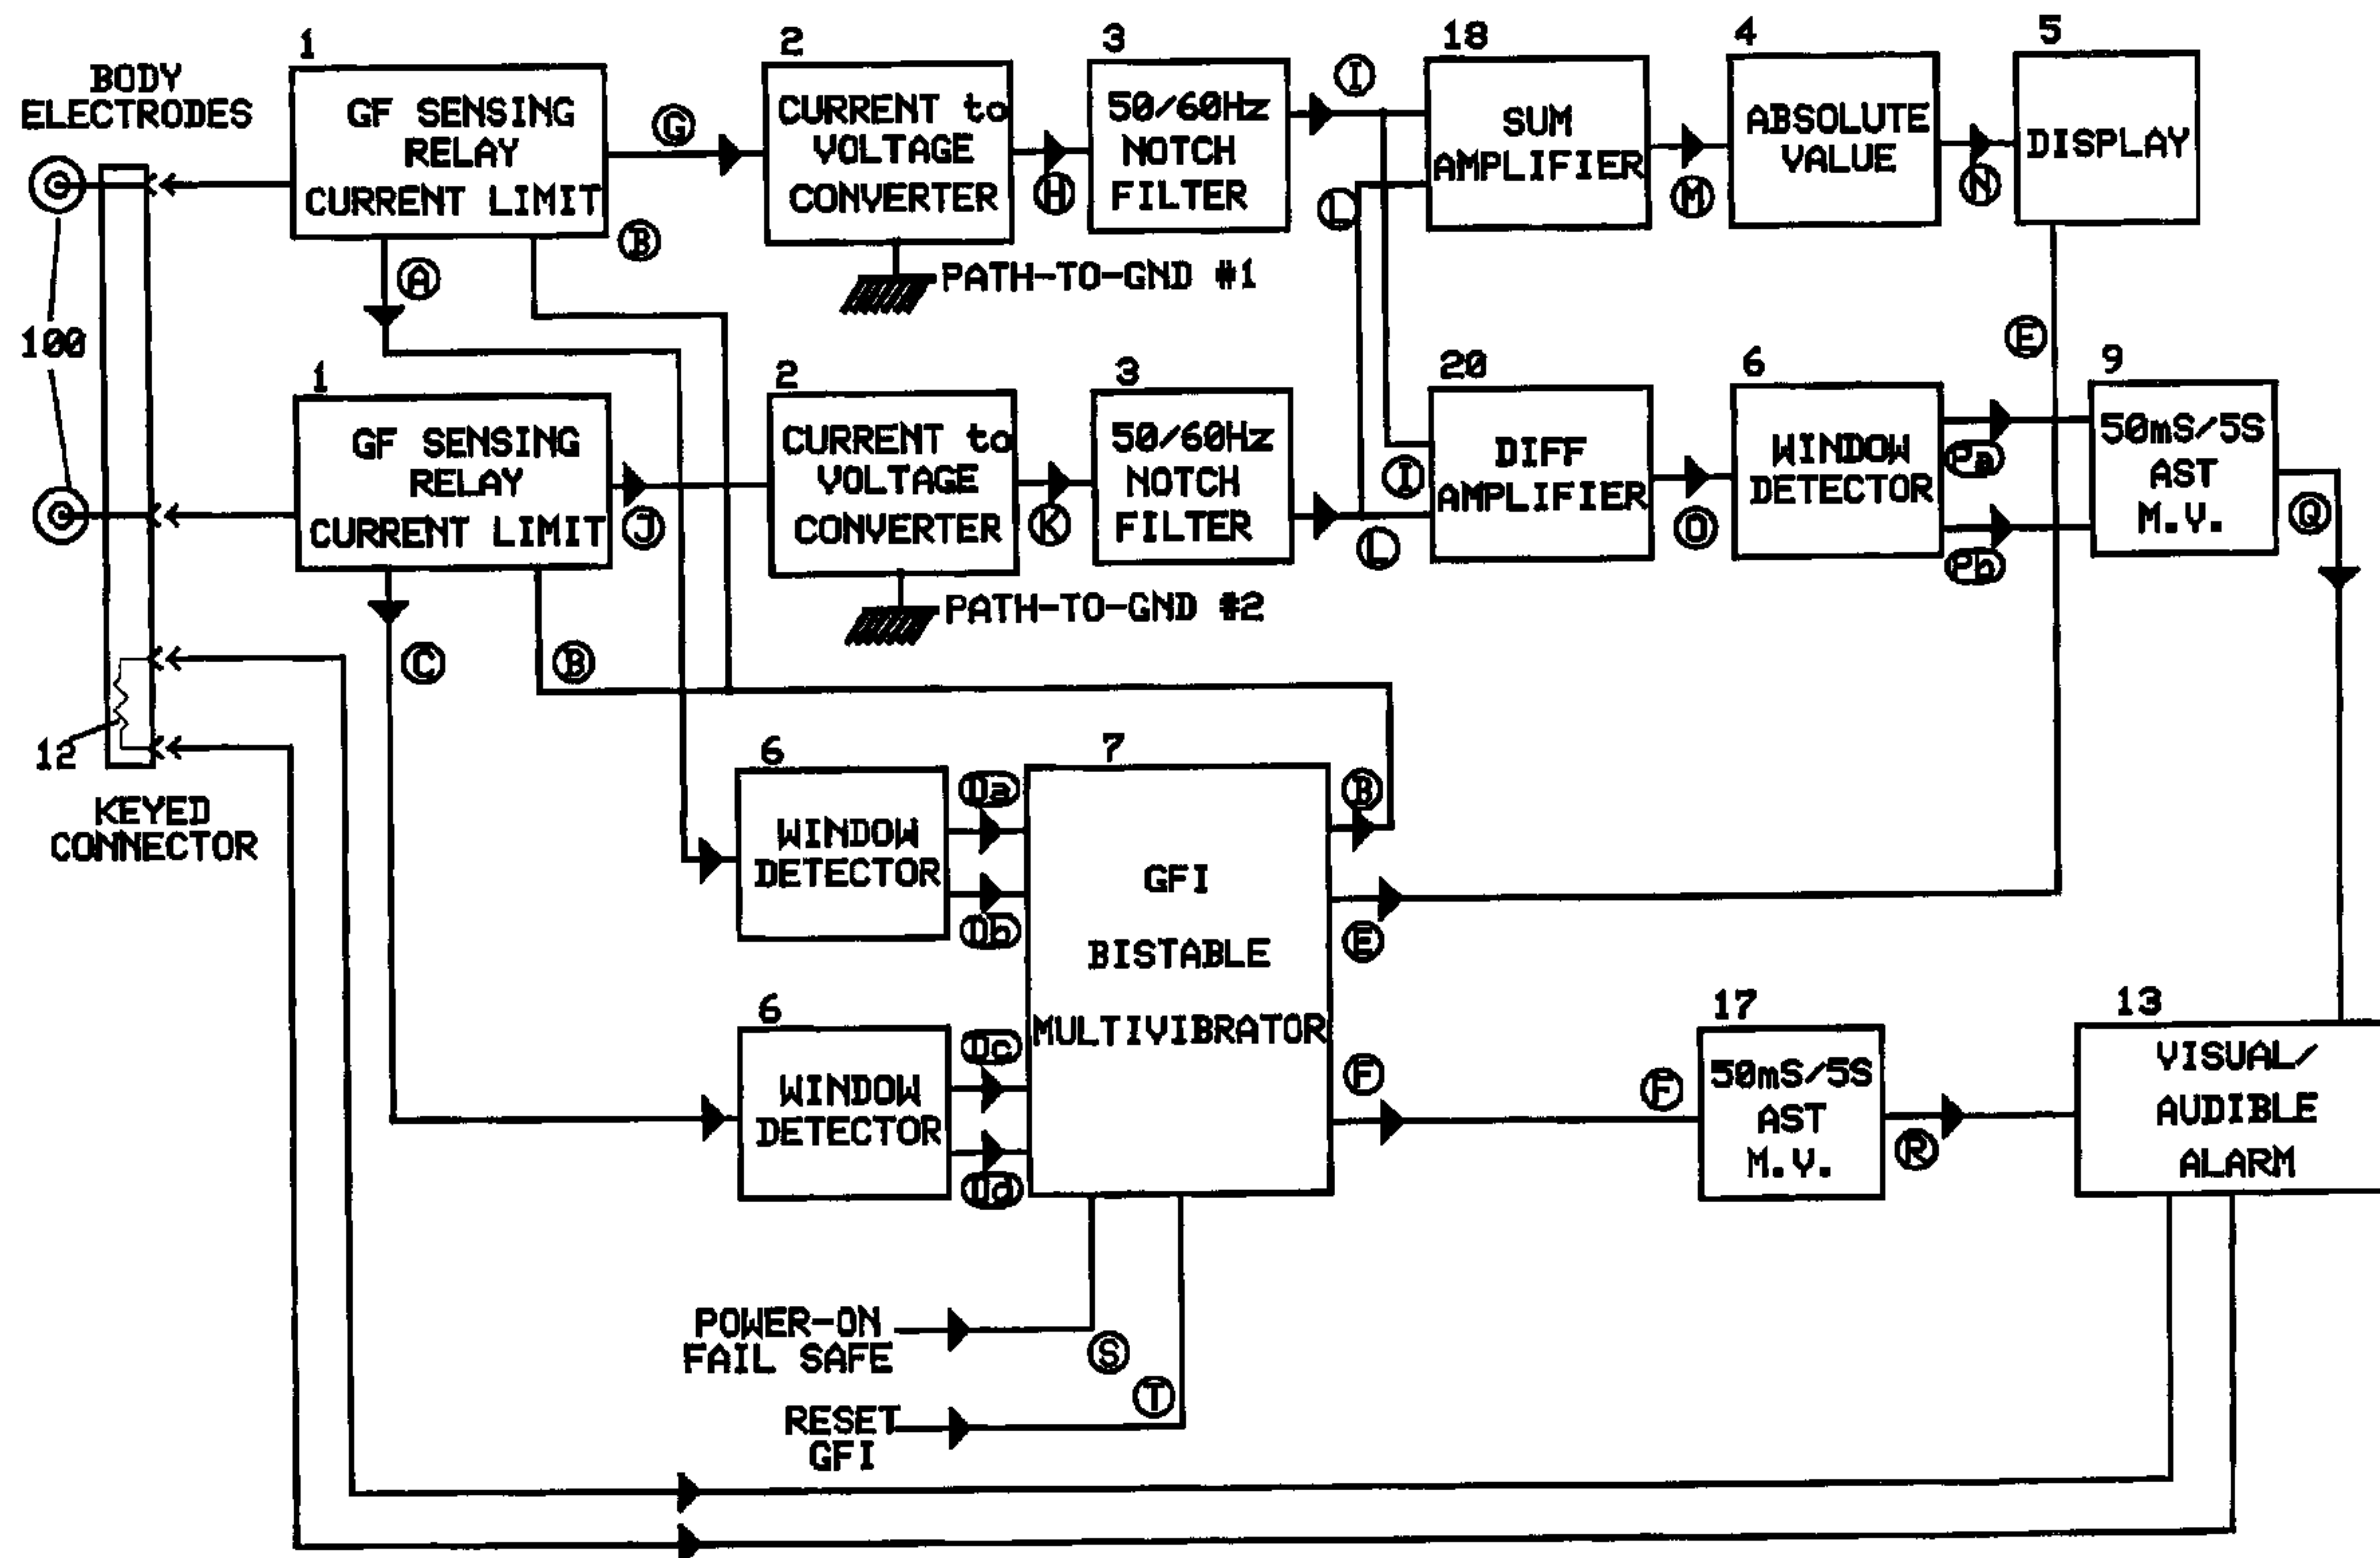 1
2
3
18
4
5
BODY
ELECTRODES
GF SENSING
RELAY
CURRENT LIMIT
G
CURRENT to
VOLTAGE
CONVERTER
H
50/60Hz
NOTCH
FILTER
I
L
SUM
AMPLIFIER
M
ABSOLUTE
VALUE
N
DISPLAY
A
B
PATH-TO-GND #1
100
E
1
2
3
20
6
9
GF SENSING
RELAY
CURRENT LIMIT
J
CURRENT to
VOLTAGE
CONVERTER
K
50/60Hz
NOTCH
FILTER
I
L
DIFF
AMPLIFIER
O
WINDOW
DETECTOR
Pa
Pb
50mS/5S
AST
M.V.
Q
PATH-TO-GND #2
C
B
12
KEYED
CONNECTOR
6
7
WINDOW
DETECTOR
Da
Db
GFI
BISTABLE
MULTIVIBRATOR
B
E
F
6
WINDOW
DETECTOR
Dc
Dd
17
F
50mS/5S
AST
M.V.
R
13
VISUAL/
AUDIBLE
ALARM
POWER-ON
FAIL SAFE
S
T
RESET
GFI